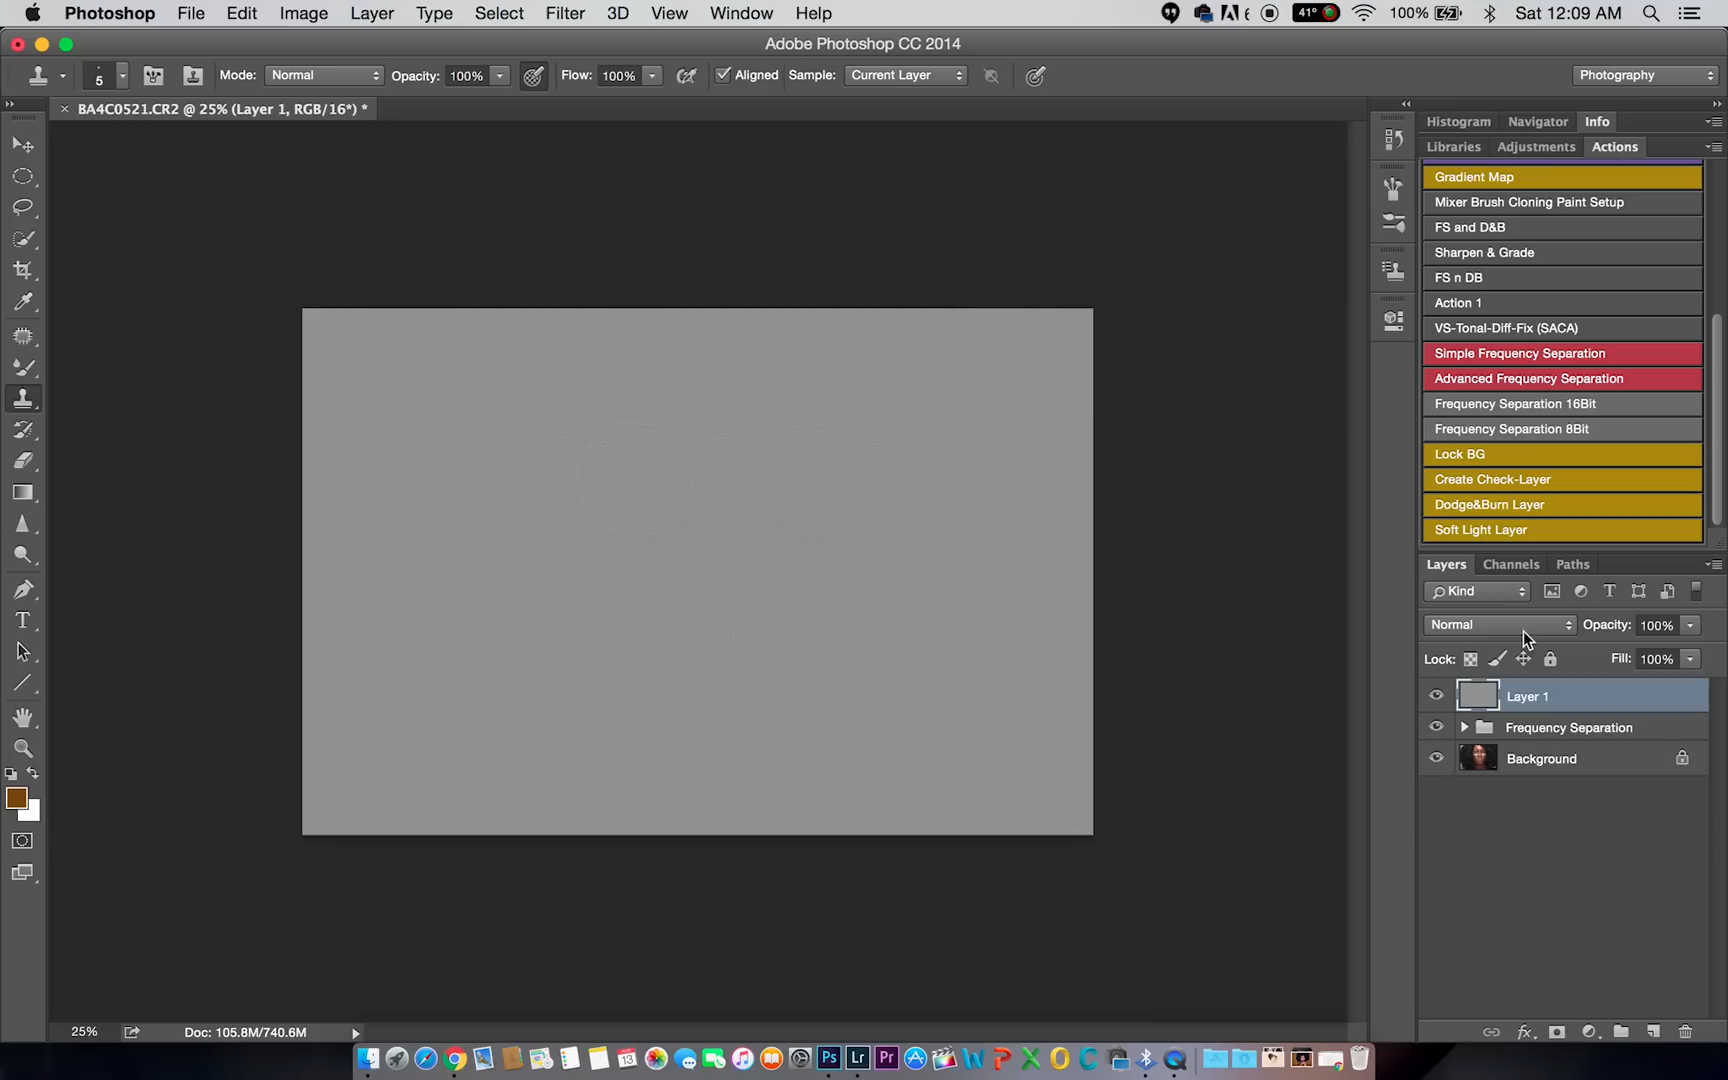 Photoshop File Edit Image Layer Type Select Filter 3D View Window Help 6 41° 100% Sat 12:09 AM
Adobe Photoshop CC 2014
5 Mode: Normal Opacity: 100% Flow: 100% Aligned Sample: Current Layer Photography
BA4C0521.CR2 @ 25% (Layer 1, RGB/16*) *
Histogram Navigator Info
Libraries Adjustments Actions
Gradient Map
Mixer Brush Cloning Paint Setup
FS and D&B
Sharpen & Grade
FS n DB
Action 1
VS-Tonal-Diff-Fix (SACA)
Simple Frequency Separation
Advanced Frequency Separation
Frequency Separation 16Bit
Frequency Separation 8Bit
Lock BG
Create Check-Layer
Dodge&Burn Layer
Soft Light Layer
Layers Channels Paths
Kind
Normal Opacity: 100%
Lock: Fill: 100%
Layer 1
Frequency Separation
Background
25% Doc: 105.8M/740.6M
Ps Lr Pr